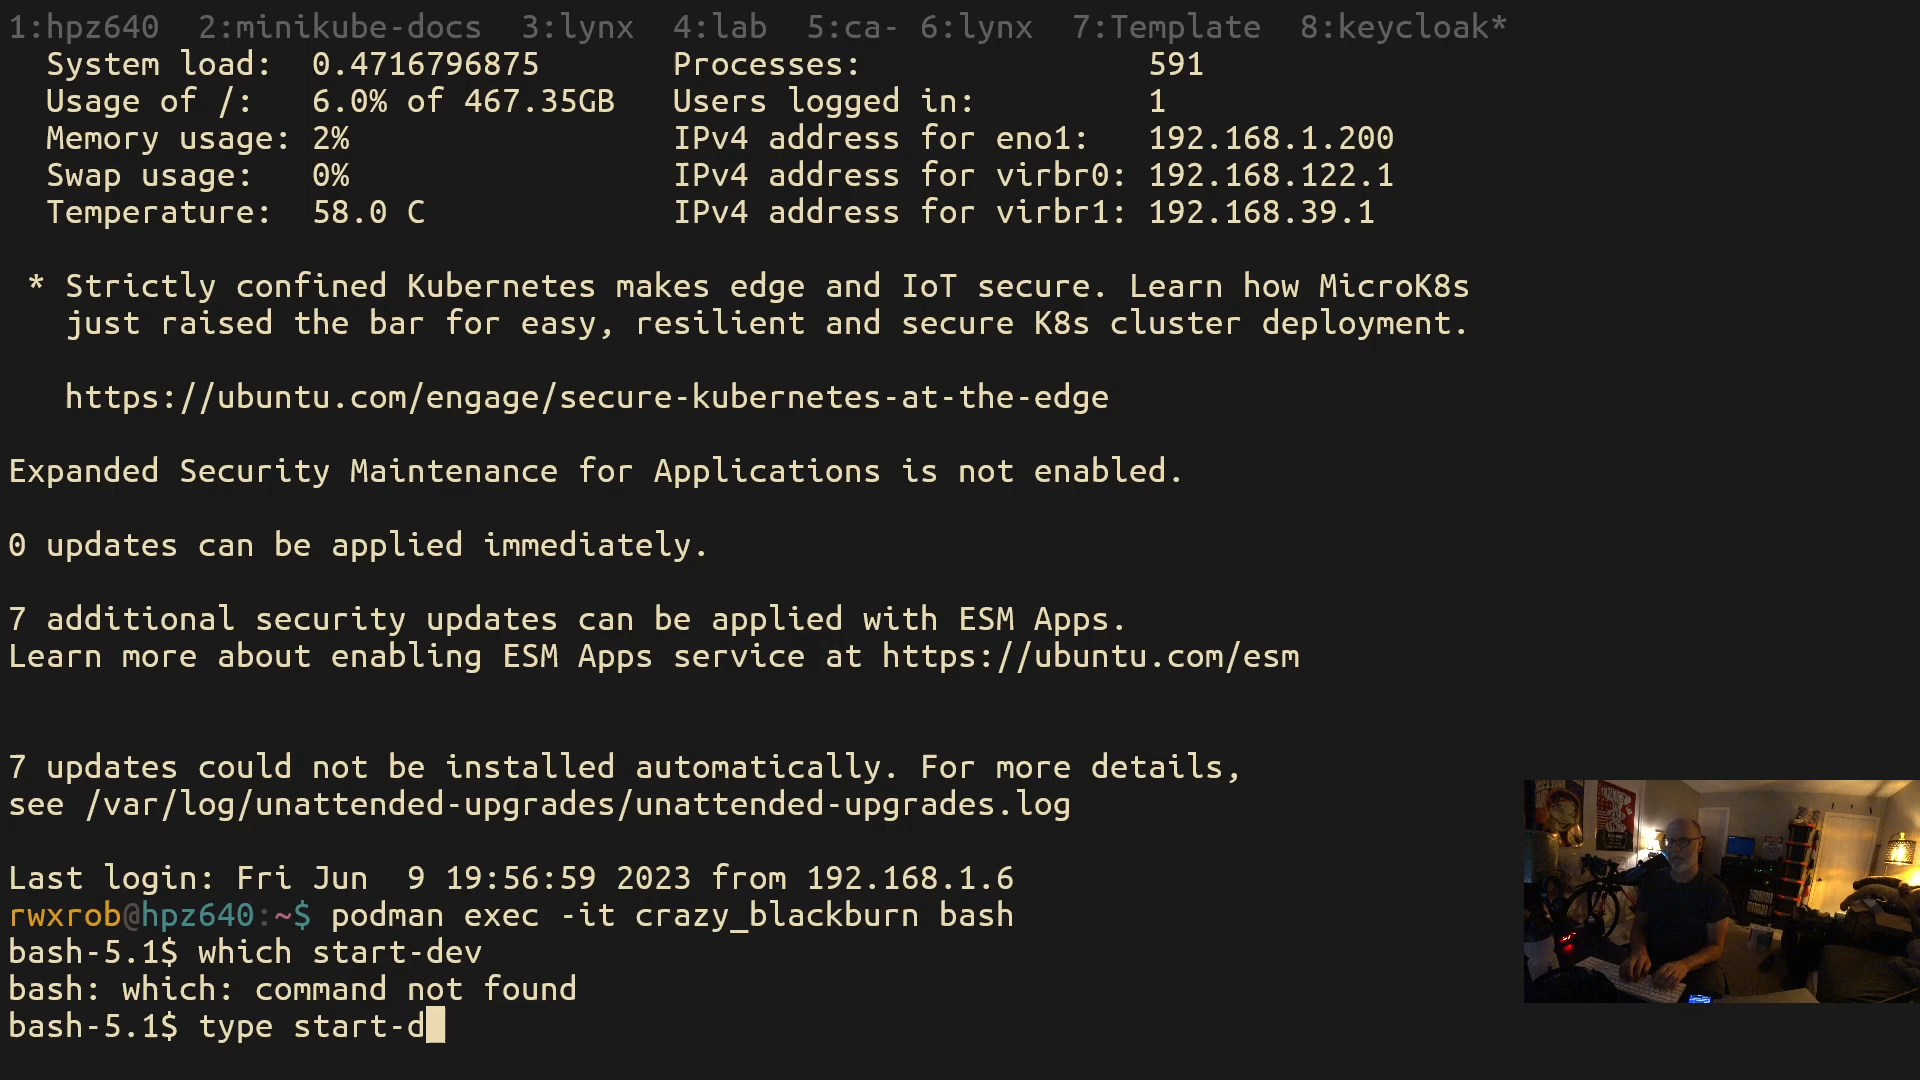 1:hpz640  2:minikube-docs  3:lynx  4:lab  5:ca- 6:lynx  7:Template  8:keycloak*
System load:  0.4716796875       Processes:               591
Usage of /:   6.0% of 467.35GB   Users logged in:         1
Memory usage: 2%                 IPv4 address for eno1:   192.168.1.200
Swap usage:   0%                 IPv4 address for virbr0: 192.168.122.1
Temperature:  58.0 C             IPv4 address for virbr1: 192.168.39.1
* Strictly confined Kubernetes makes edge and IoT secure. Learn how MicroK8s
just raised the bar for easy, resilient and secure K8s cluster deployment.
https://ubuntu.com/engage/secure-kubernetes-at-the-edge
Expanded Security Maintenance for Applications is not enabled.
0 updates can be applied immediately.
7 additional security updates can be applied with ESM Apps.
Learn more about enabling ESM Apps service at https://ubuntu.com/esm
7 updates could not be installed automatically. For more details,
see /var/log/unattended-upgrades/unattended-upgrades.log
Last login: Fri Jun  9 19:56:59 2023 from 192.168.1.6
rwxrob@hpz640:~$ podman exec -it crazy_blackburn bash
bash-5.1$ which start-dev
bash: which: command not found
bash-5.1$ type start-d